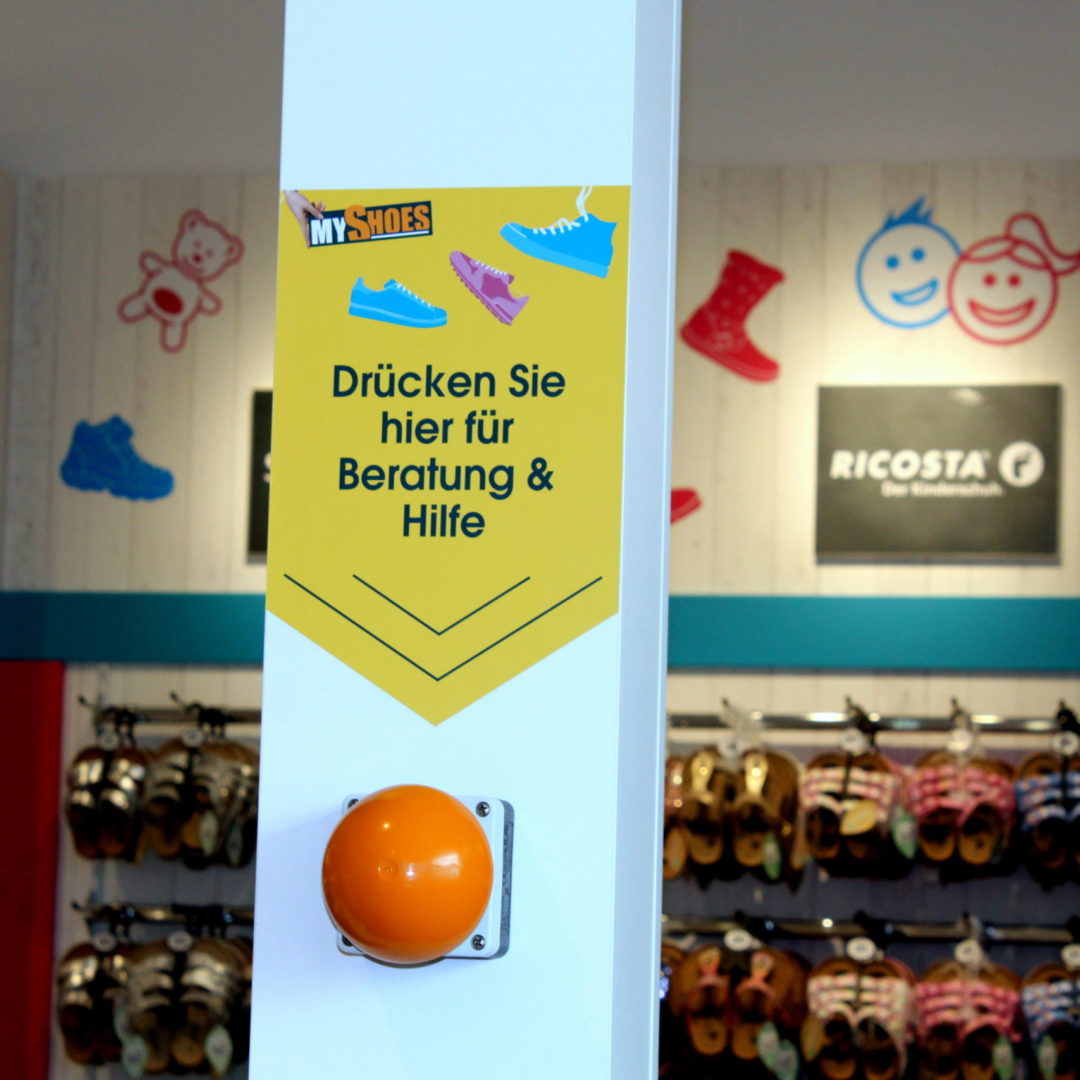 MYSHOES
Drücken Sie
hier für
Beratung &
Hilfe
RICOSTA
Der Kinderschuh.